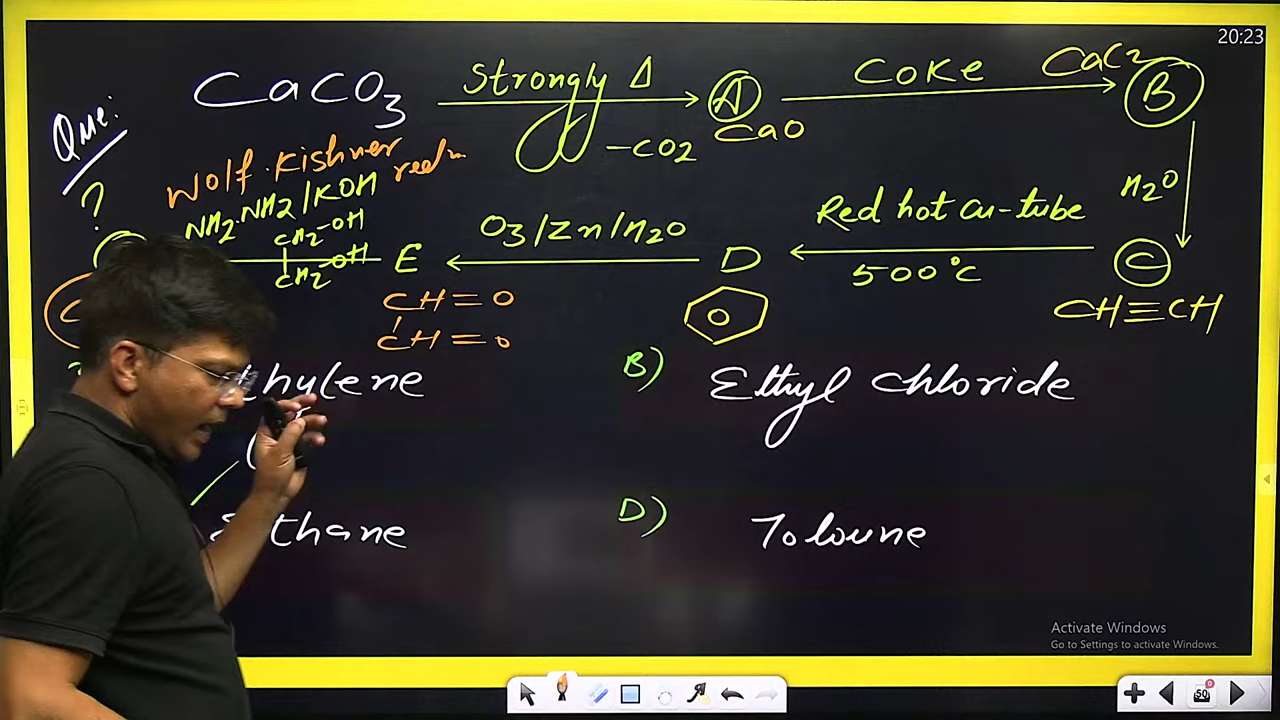 20:23
Que:
CaCO3 Strongly Δ A Coke CaC2 B
-CO2 CaO
Wolf-Kishner redn
? NH2-NH2/KOH
CH2-OH
CH2-OH
E O3/Zn/H2O D Red hot Cu-tube 500°C C H2O
CH=O
CH=O
CH≡CH
hylene
B) Ethyl chloride
thane
D) Toloune
Activate Windows
Go to Settings to activate Windows.
50